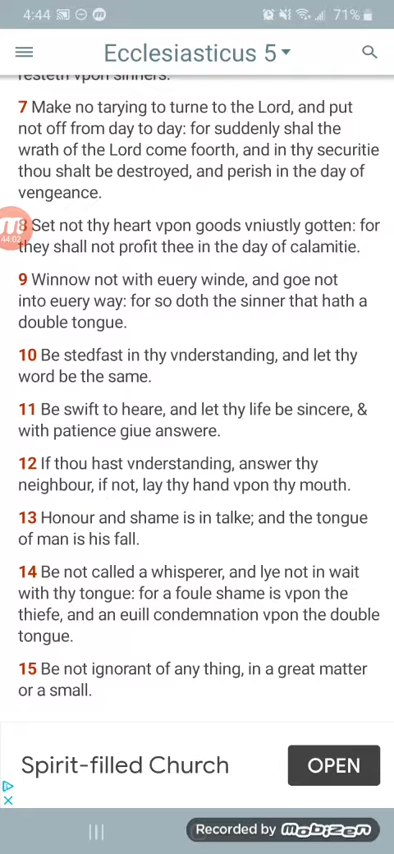 4:44 71%
Ecclesiasticus 5
resteth vpon sinners.
7 Make no tarying to turne to the Lord, and put
not off from day to day: for suddenly shal the
wrath of the Lord come foorth, and in thy securitie
thou shalt be destroyed, and perish in the day of
vengeance.
8 Set not thy heart vpon goods vniustly gotten: for
they shall not profit thee in the day of calamitie.
44:02
9 Winnow not with euery winde, and goe not
into euery way: for so doth the sinner that hath a
double tongue.
10 Be stedfast in thy vnderstanding, and let thy
word be the same.
11 Be swift to heare, and let thy life be sincere, &
with patience giue answere.
12 If thou hast vnderstanding, answer thy
neighbour, if not, lay thy hand vpon thy mouth.
13 Honour and shame is in talke; and the tongue
of man is his fall.
14 Be not called a whisperer, and lye not in wait
with thy tongue: for a foule shame is vpon the
thiefe, and an euill condemnation vpon the double
tongue.
15 Be not ignorant of any thing, in a great matter
or a small.
Spirit-filled Church OPEN
Recorded by mobizen